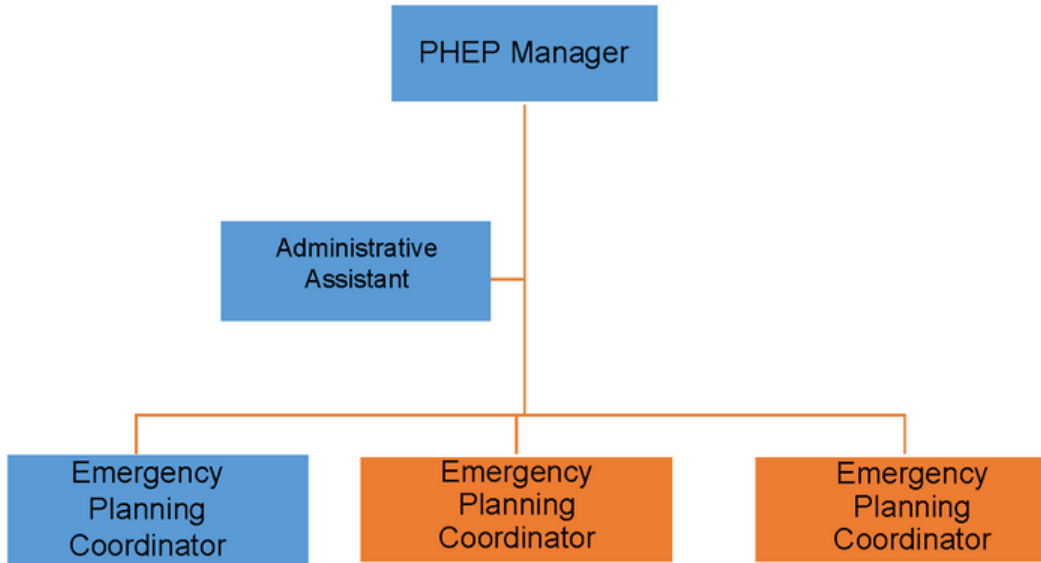 PHEP Manager
Administrative
Assistant
Emergency
Planning
Coordinator
Emergency
Planning
Coordinator
Emergency
Planning
Coordinator